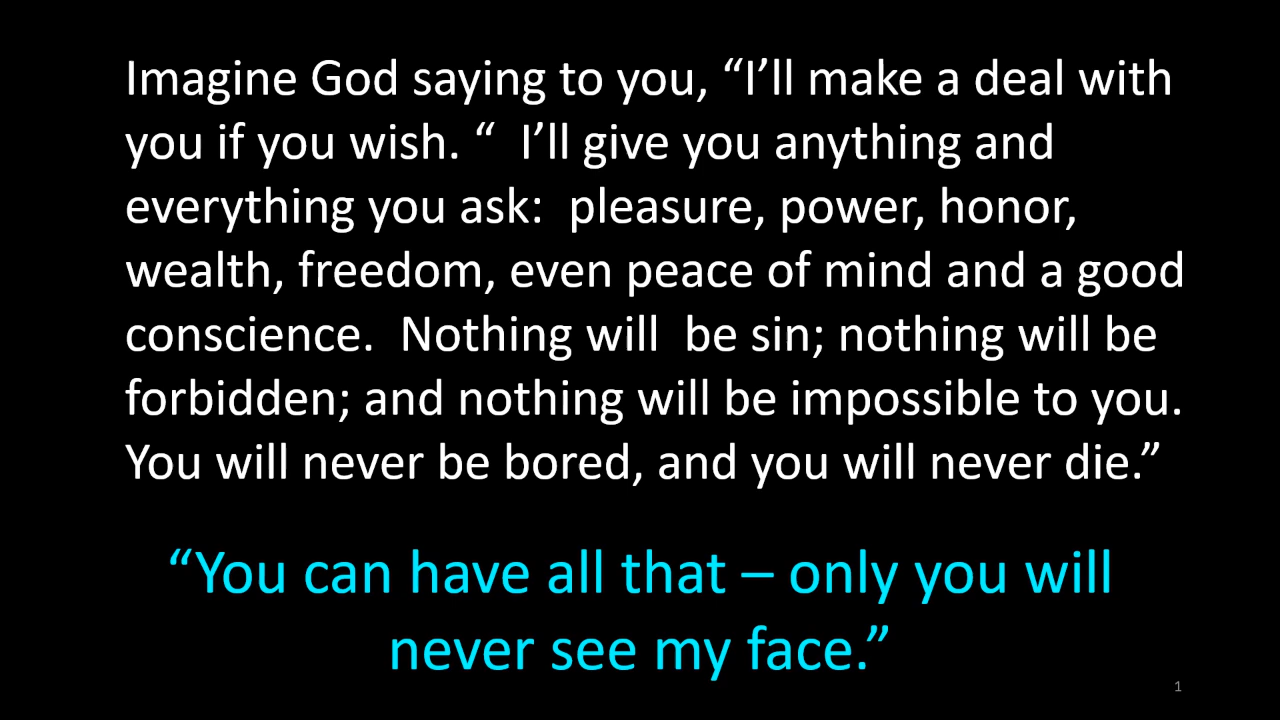 Imagine God saying to you, “I’ll make a deal with
you if you wish. “  I’ll give you anything and
everything you ask:  pleasure, power, honor,
wealth, freedom, even peace of mind and a good
conscience.  Nothing will  be sin; nothing will be
forbidden; and nothing will be impossible to you.
You will never be bored, and you will never die.”
“You can have all that – only you will
never see my face.”
1